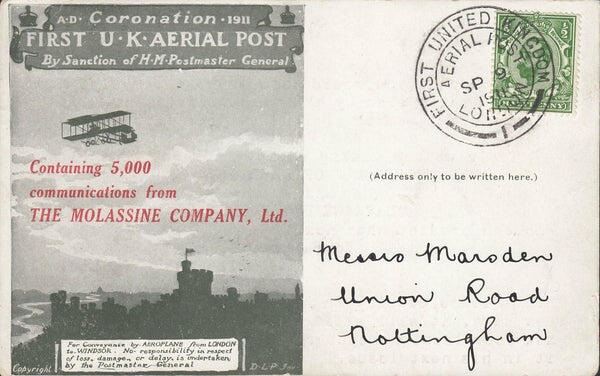 A·D· Coronation ·1911
FIRST U·K·AERIAL POST
By Sanction of H·M·Postmaster General
Containing 5,000
communications from
THE MOLASSINE COMPANY, Ltd.
For Conveyance by AEROPLANE from LONDON
to WINDSOR. No responsibility in respect
of loss, damage, or delay, is undertaken
by the Postmaster General
Copyright
FIRST UNITED KINGDOM
AERIAL POST
SP 9
1911
LONDON
1
(Address only to be written here.)
Messrs Marsden
Union Road
Nottingham